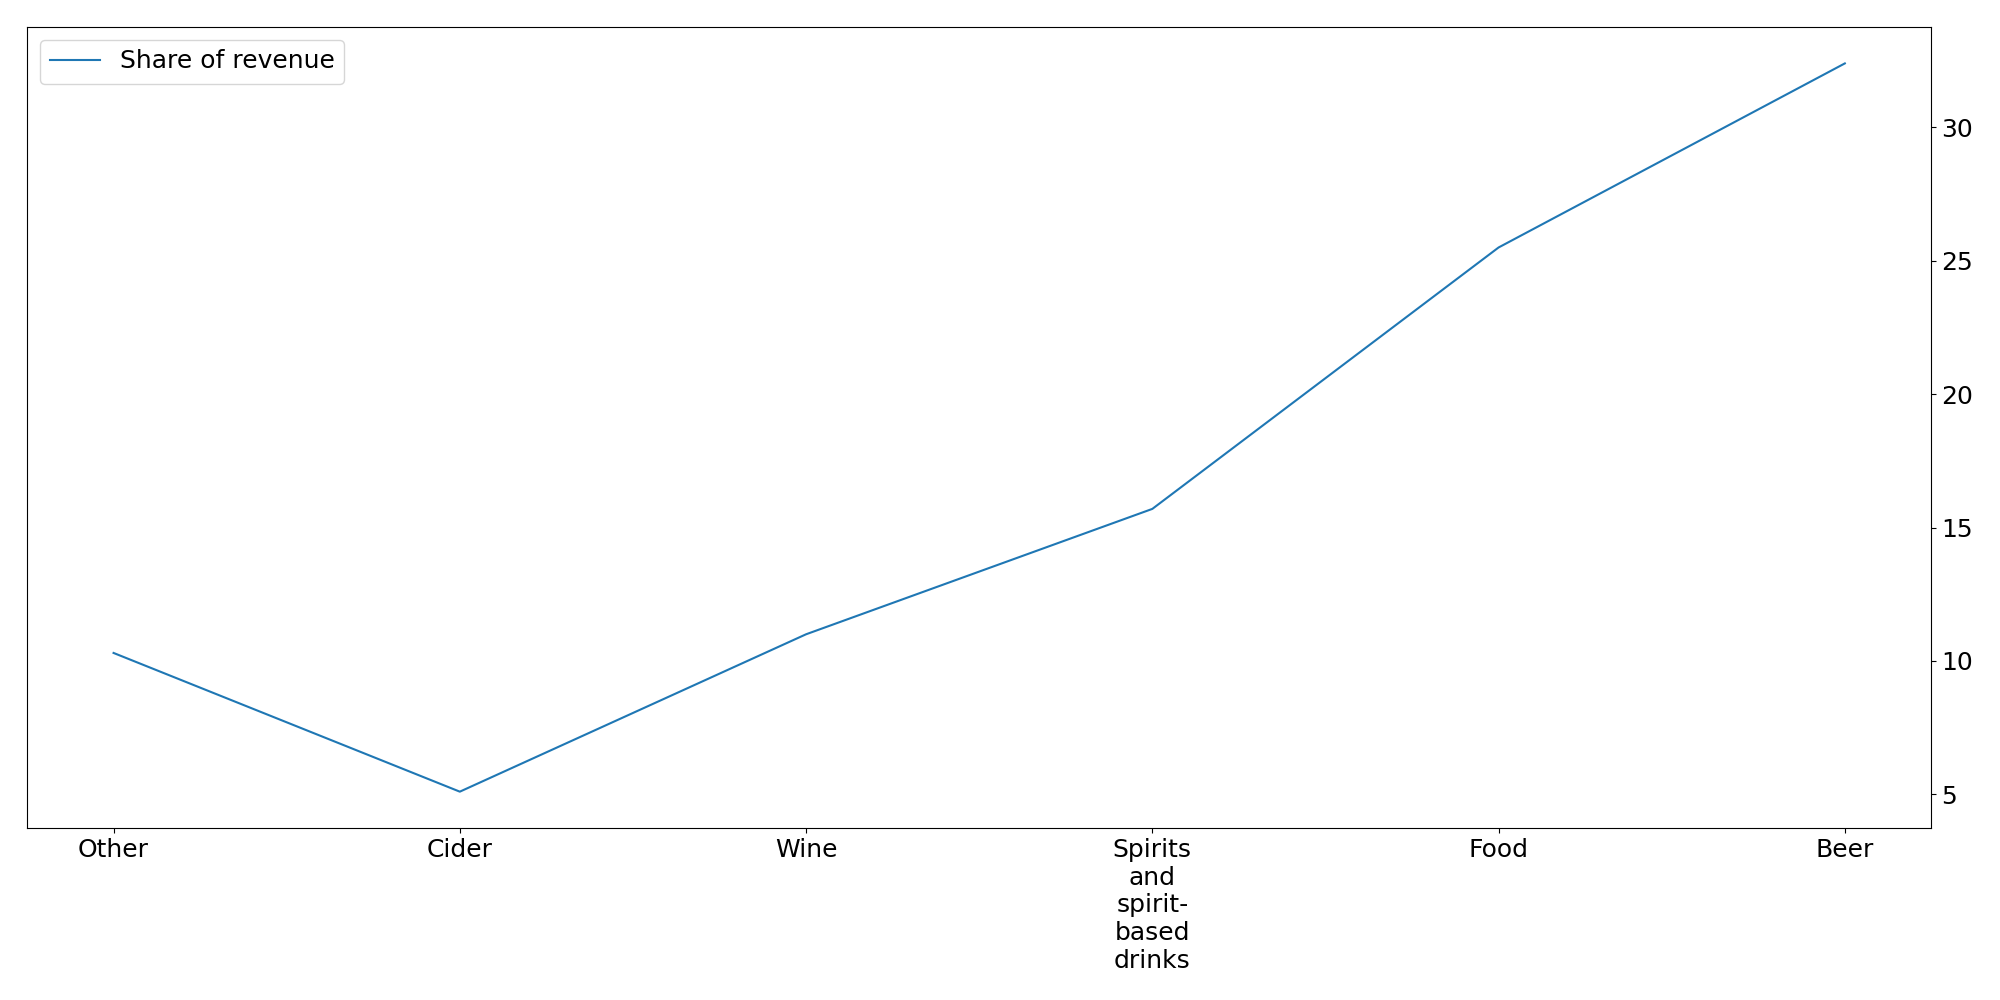 Share of revenue
30
25
20
15
10
5
Other
Cider
Wine
Spirits
and
spirit-
based
drinks
Food
Beer